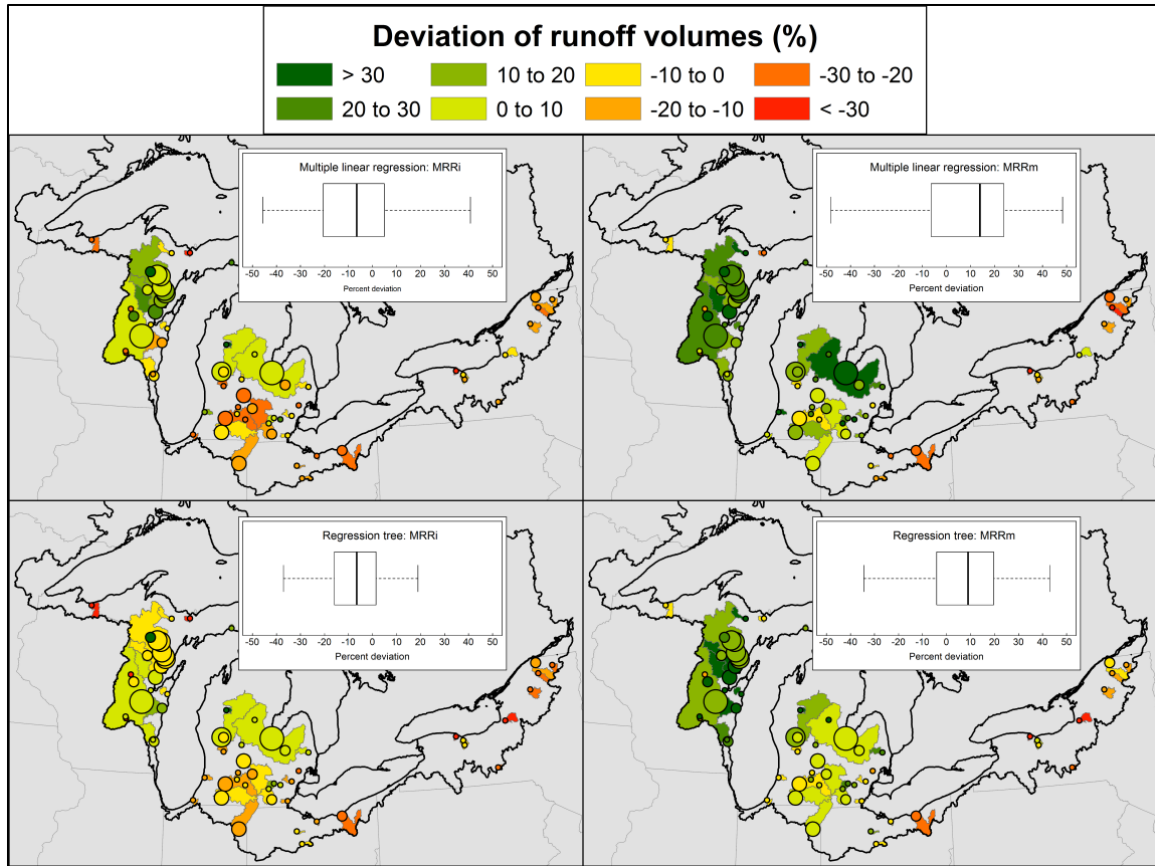 Deviation of runoff volumes (%)
> 30 10 to 20 -10 to 0 -30 to -20
20 to 30 0 to 10 -20 to -10 < -30
Multiple linear regression: MRRi
-50 -40 -30 -20 -10 0 10 20 30 40 50
Percent deviation
Multiple linear regression: MRRm
-50 -40 -30 -20 -10 0 10 20 30 40 50
Percent deviation
Regression tree: MRRi
-50 -40 -30 -20 -10 0 10 20 30 40 50
Percent deviation
Regression tree: MRRm
-50 -40 -30 -20 -10 0 10 20 30 40 50
Percent deviation